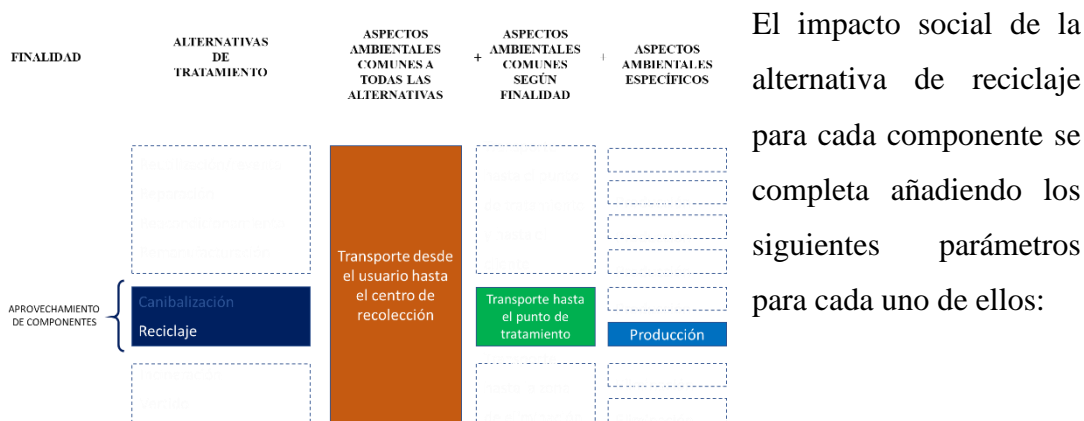 FINALIDAD
ALTERNATIVAS
DE
TRATAMIENTO
ASPECTOS
AMBIENTALES
COMUNES A
TODAS LAS
ALTERNATIVAS
+
ASPECTOS
AMBIENTALES
COMUNES
SEGÚN
FINALIDAD
+
ASPECTOS
AMBIENTALES
ESPECÍFICOS
APROVECHAMIENTO
DE COMPONENTES
Canibalización
Reciclaje
Transporte desde
el usuario hasta
el centro de
recolección
Transporte hasta
el punto de
tratamiento
Producción
El impacto social de la
alternativa de reciclaje
para cada componente se
completa añadiendo los
siguientes parámetros
para cada uno de ellos: